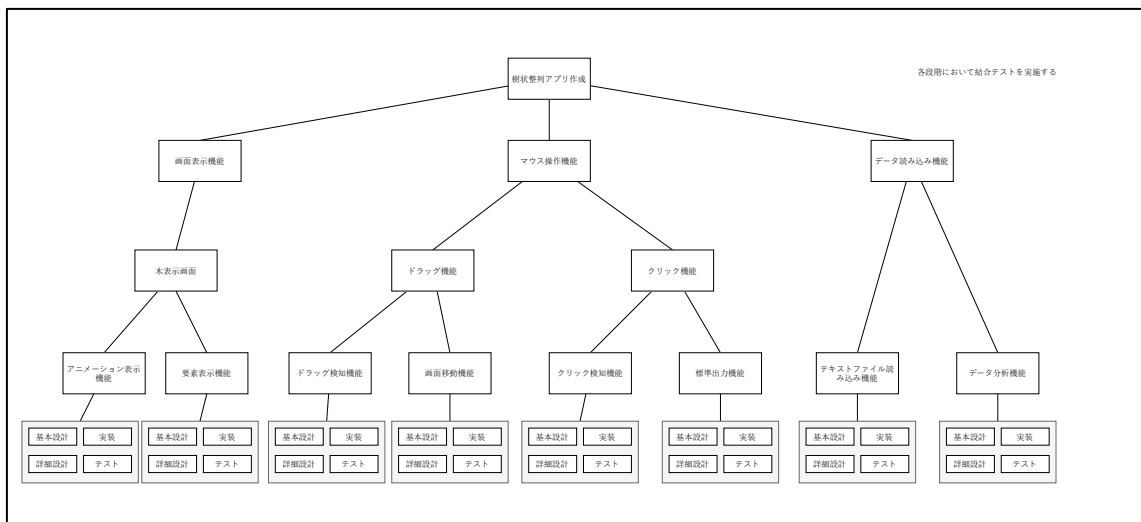 樹状整列アプリ作成
各段階において結合テストを実施する
画面表示機能
マウス操作機能
データ読み込み機能
木表示画面
ドラッグ機能
クリック機能
アニメーション表示
機能
要素表示機能
ドラッグ検知機能
画面移動機能
クリック検知機能
標準出力機能
テキストファイル読
み込み機能
データ分析機能
基本設計
実装
詳細設計
テスト
基本設計
実装
詳細設計
テスト
基本設計
実装
詳細設計
テスト
基本設計
実装
詳細設計
テスト
基本設計
実装
詳細設計
テスト
基本設計
実装
詳細設計
テスト
基本設計
実装
詳細設計
テスト
基本設計
実装
詳細設計
テスト